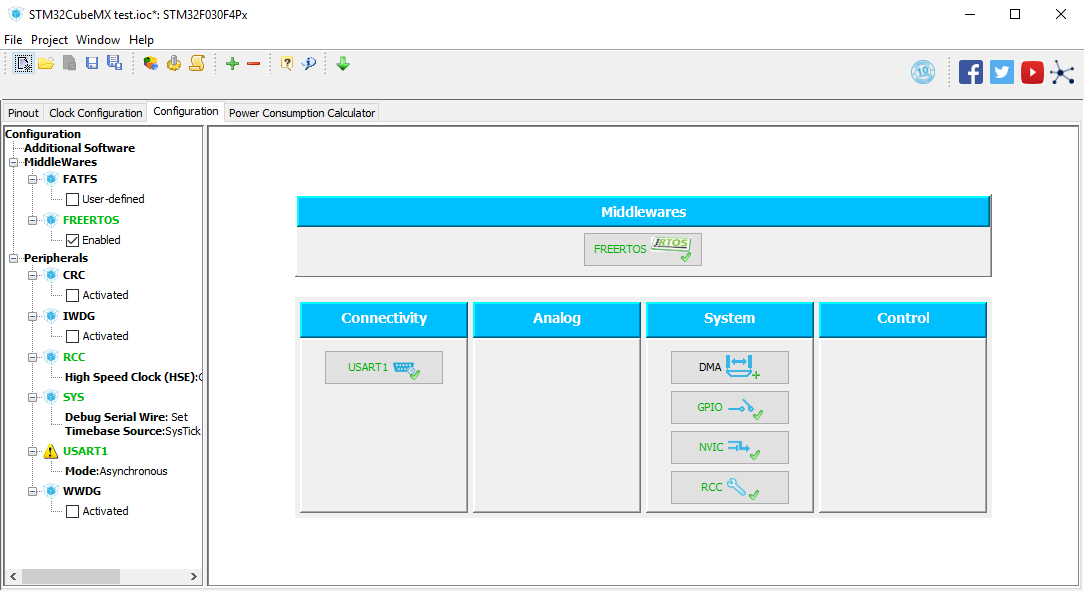 STM32CubeMX test.ioc*: STM32F030F4Px
File Project Window Help
10
Pinout Clock Configuration Configuration Power Consumption Calculator
Configuration
Additional Software
MiddleWares
FATFS
User-defined
FREERTOS
Enabled
Peripherals
CRC
Activated
IWDG
Activated
RCC
High Speed Clock (HSE):
SYS
Debug Serial Wire: Set
Timebase Source:SysTick
USART1
Mode:Asynchronous
WWDG
Activated
Middlewares
FREERTOS RTOS
Connectivity Analog System Control
USART1 DMA
GPIO
NVIC
RCC